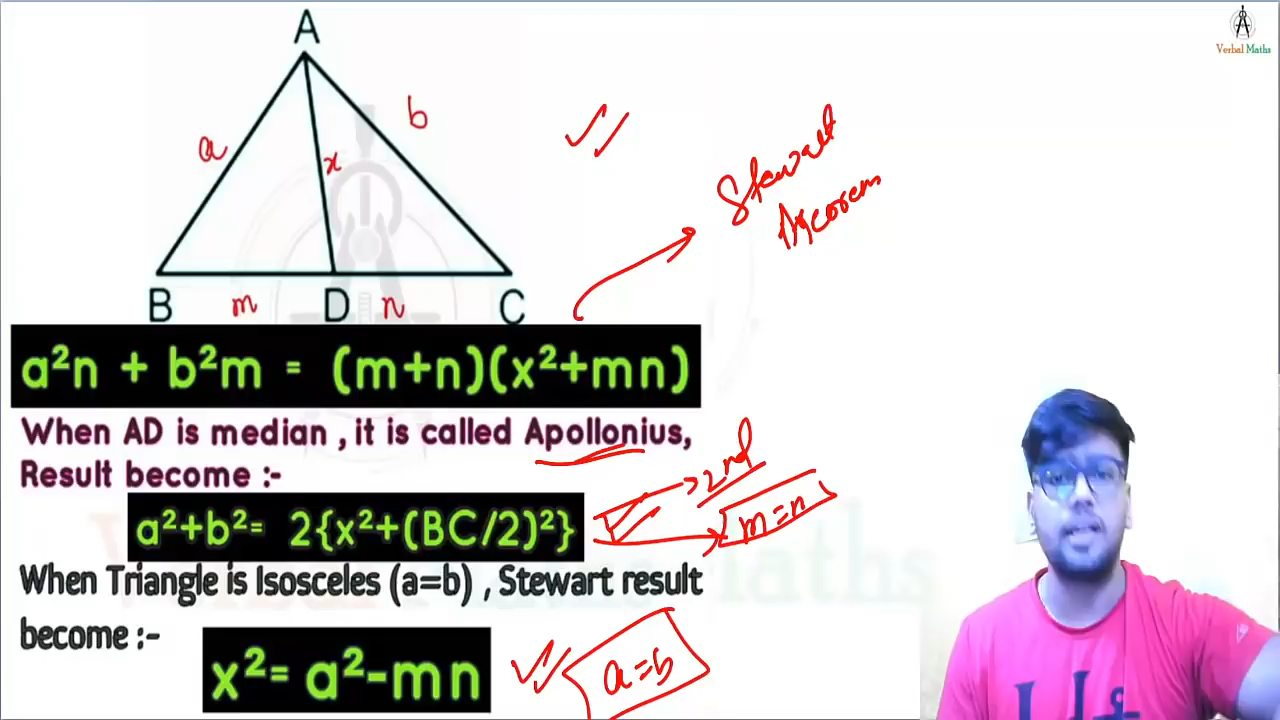 A
Verbal Maths
a
b
x
Stewart
Theorem
B m D n C
a²n + b²m = (m+n)(x²+mn)
When AD is median , it is called Apollonius,
Result become :-
2nd
a²+b²= 2{x²+(BC/2)²}
m=n
When Triangle is Isosceles (a=b) , Stewart result
become :-
x²= a²-mn
a=b